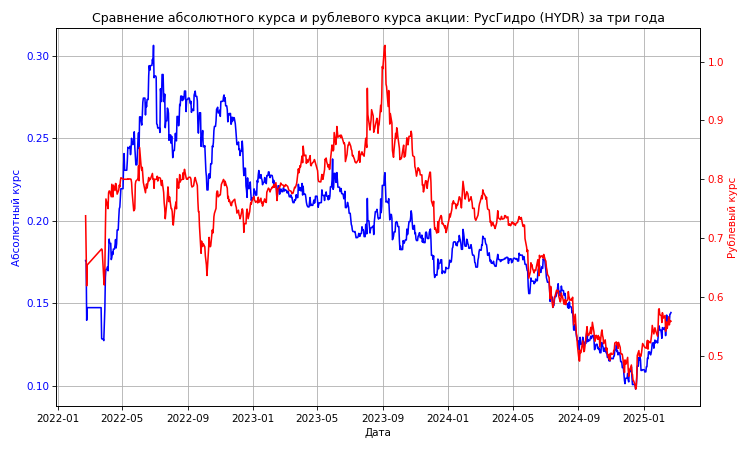 Сравнение абсолютного курса и рублевого курса акции: РусГидро (HYDR) за три года
Абсолютный курс
0.30
0.25
0.20
0.15
0.10
1.0
0.9
0.8
0.7
0.6
0.5
Рублевый курс
2022-01 2022-05 2022-09 2023-01 2023-05 2023-09 2024-01 2024-05 2024-09 2025-01
Дата